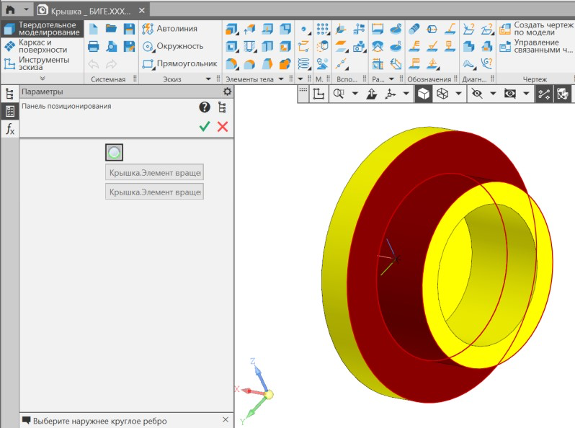 Крышка _ БИГЕ.XXX...
Твердотельное
моделирование
Каркас и
поверхности
Инструменты
эскиза
Автолиния
Окружность
Прямоугольник
Создать чертеж
по модели
Управление
связанными ч...
Системная
Эскиз
Элементы тела
М.
Вспо...
Ра...
Обозначения
Диагн...
Чертеж
Параметры
Панель позиционирования
fx
Крышка.Элемент враще
Крышка.Элемент враще
Z
X
Y
Выберите наружнее круглое ребро